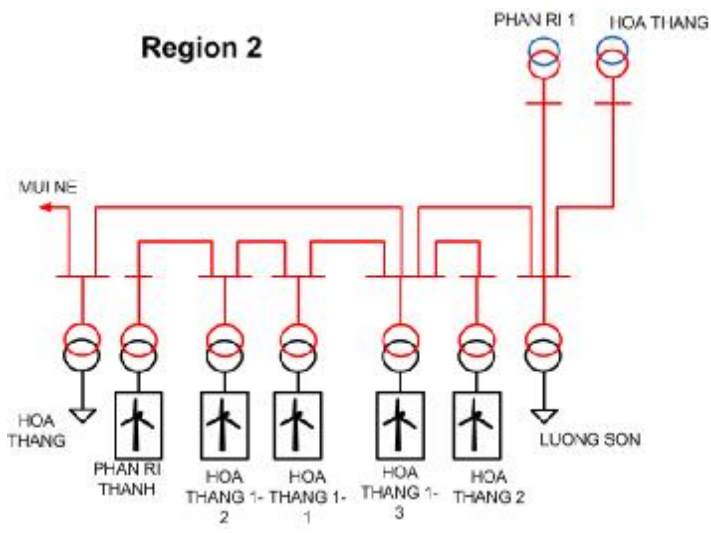 PHAN RI 1
HOA THANG
Region 2
MUI NE
HOA
THANG
PHAN RI
THANH
HOA
THANG 1-
2
HOA
THANG 1-
1
HOA
THANG 1-
3
HOA
THANG 2
LUONG SON